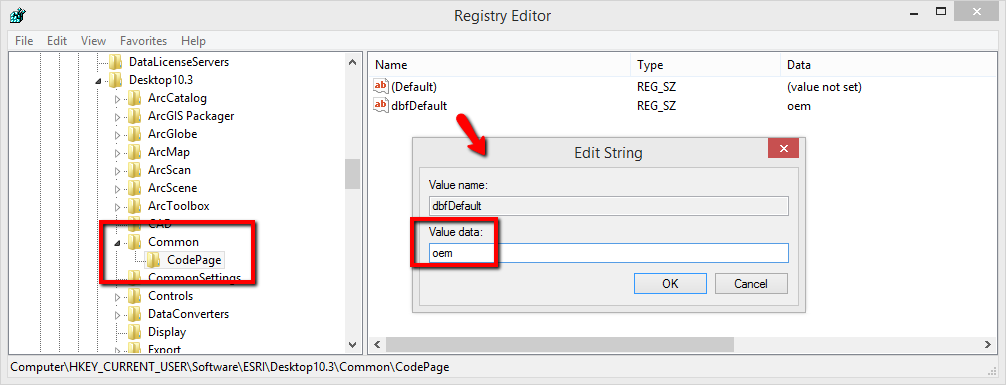 Registry Editor
File Edit View Favorites Help
DataLicenseServers
Desktop10.3
ArcCatalog
ArcGIS Packager
ArcGlobe
ArcMap
ArcScan
ArcScene
ArcToolbox
CAD
Common
CodePage
CommonSettings
Controls
DataConverters
Display
Export
Name Type Data
ab (Default) REG_SZ (value not set)
ab dbfDefault REG_SZ oem
Edit String
Value name:
dbfDefault
Value data:
oem
OK Cancel
Computer\HKEY_CURRENT_USER\Software\ESRI\Desktop10.3\Common\CodePage